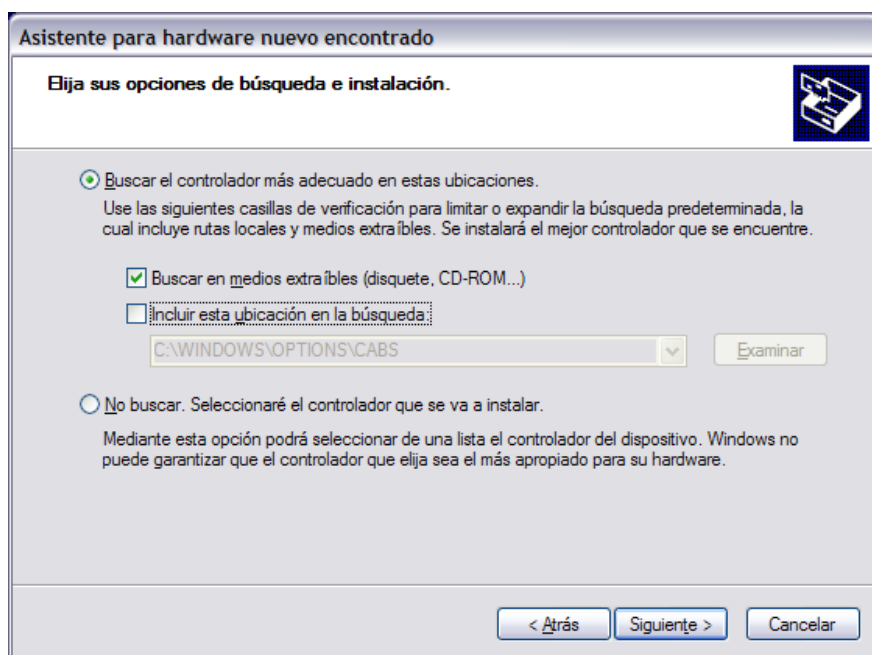 Asistente para hardware nuevo encontrado
Elija sus opciones de búsqueda e instalación.
Buscar el controlador más adecuado en estas ubicaciones.
Use las siguientes casillas de verificación para limitar o expandir la búsqueda predeterminada, la
cual incluye rutas locales y medios extraíbles. Se instalará el mejor controlador que se encuentre.
Buscar en medios extraíbles (disquete, CD-ROM...)
Incluir esta ubicación en la búsqueda:
C:\WINDOWS\OPTIONS\CABS
Examinar
No buscar. Seleccionaré el controlador que se va a instalar.
Mediante esta opción podrá seleccionar de una lista el controlador del dispositivo. Windows no
puede garantizar que el controlador que elija sea el más apropiado para su hardware.
< Atrás
Siguiente >
Cancelar